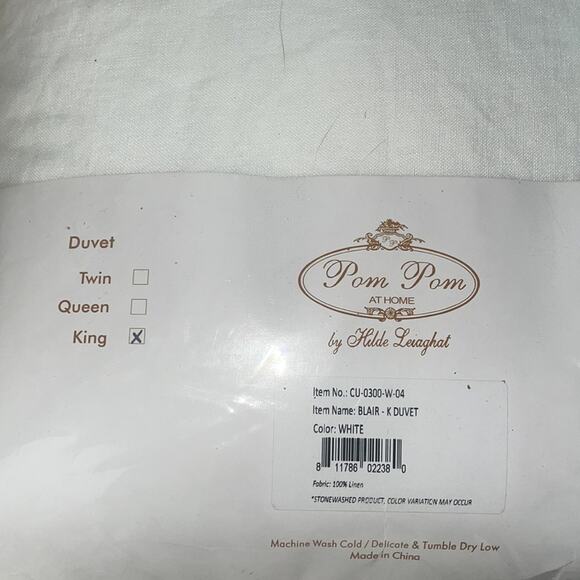 Duvet
Twin
Queen
King X
Pom Pom
AT HOME
by Hilde Leiaghat
Item No.: CU-0300-W-04
Item Name: BLAIR - K DUVET
Color: WHITE
8 11786 02238 0
Fabric: 100% Linen
*STONEWASHED PRODUCT, COLOR VARIATION MAY OCCUR
Machine Wash Cold / Delicate & Tumble Dry Low
Made in China